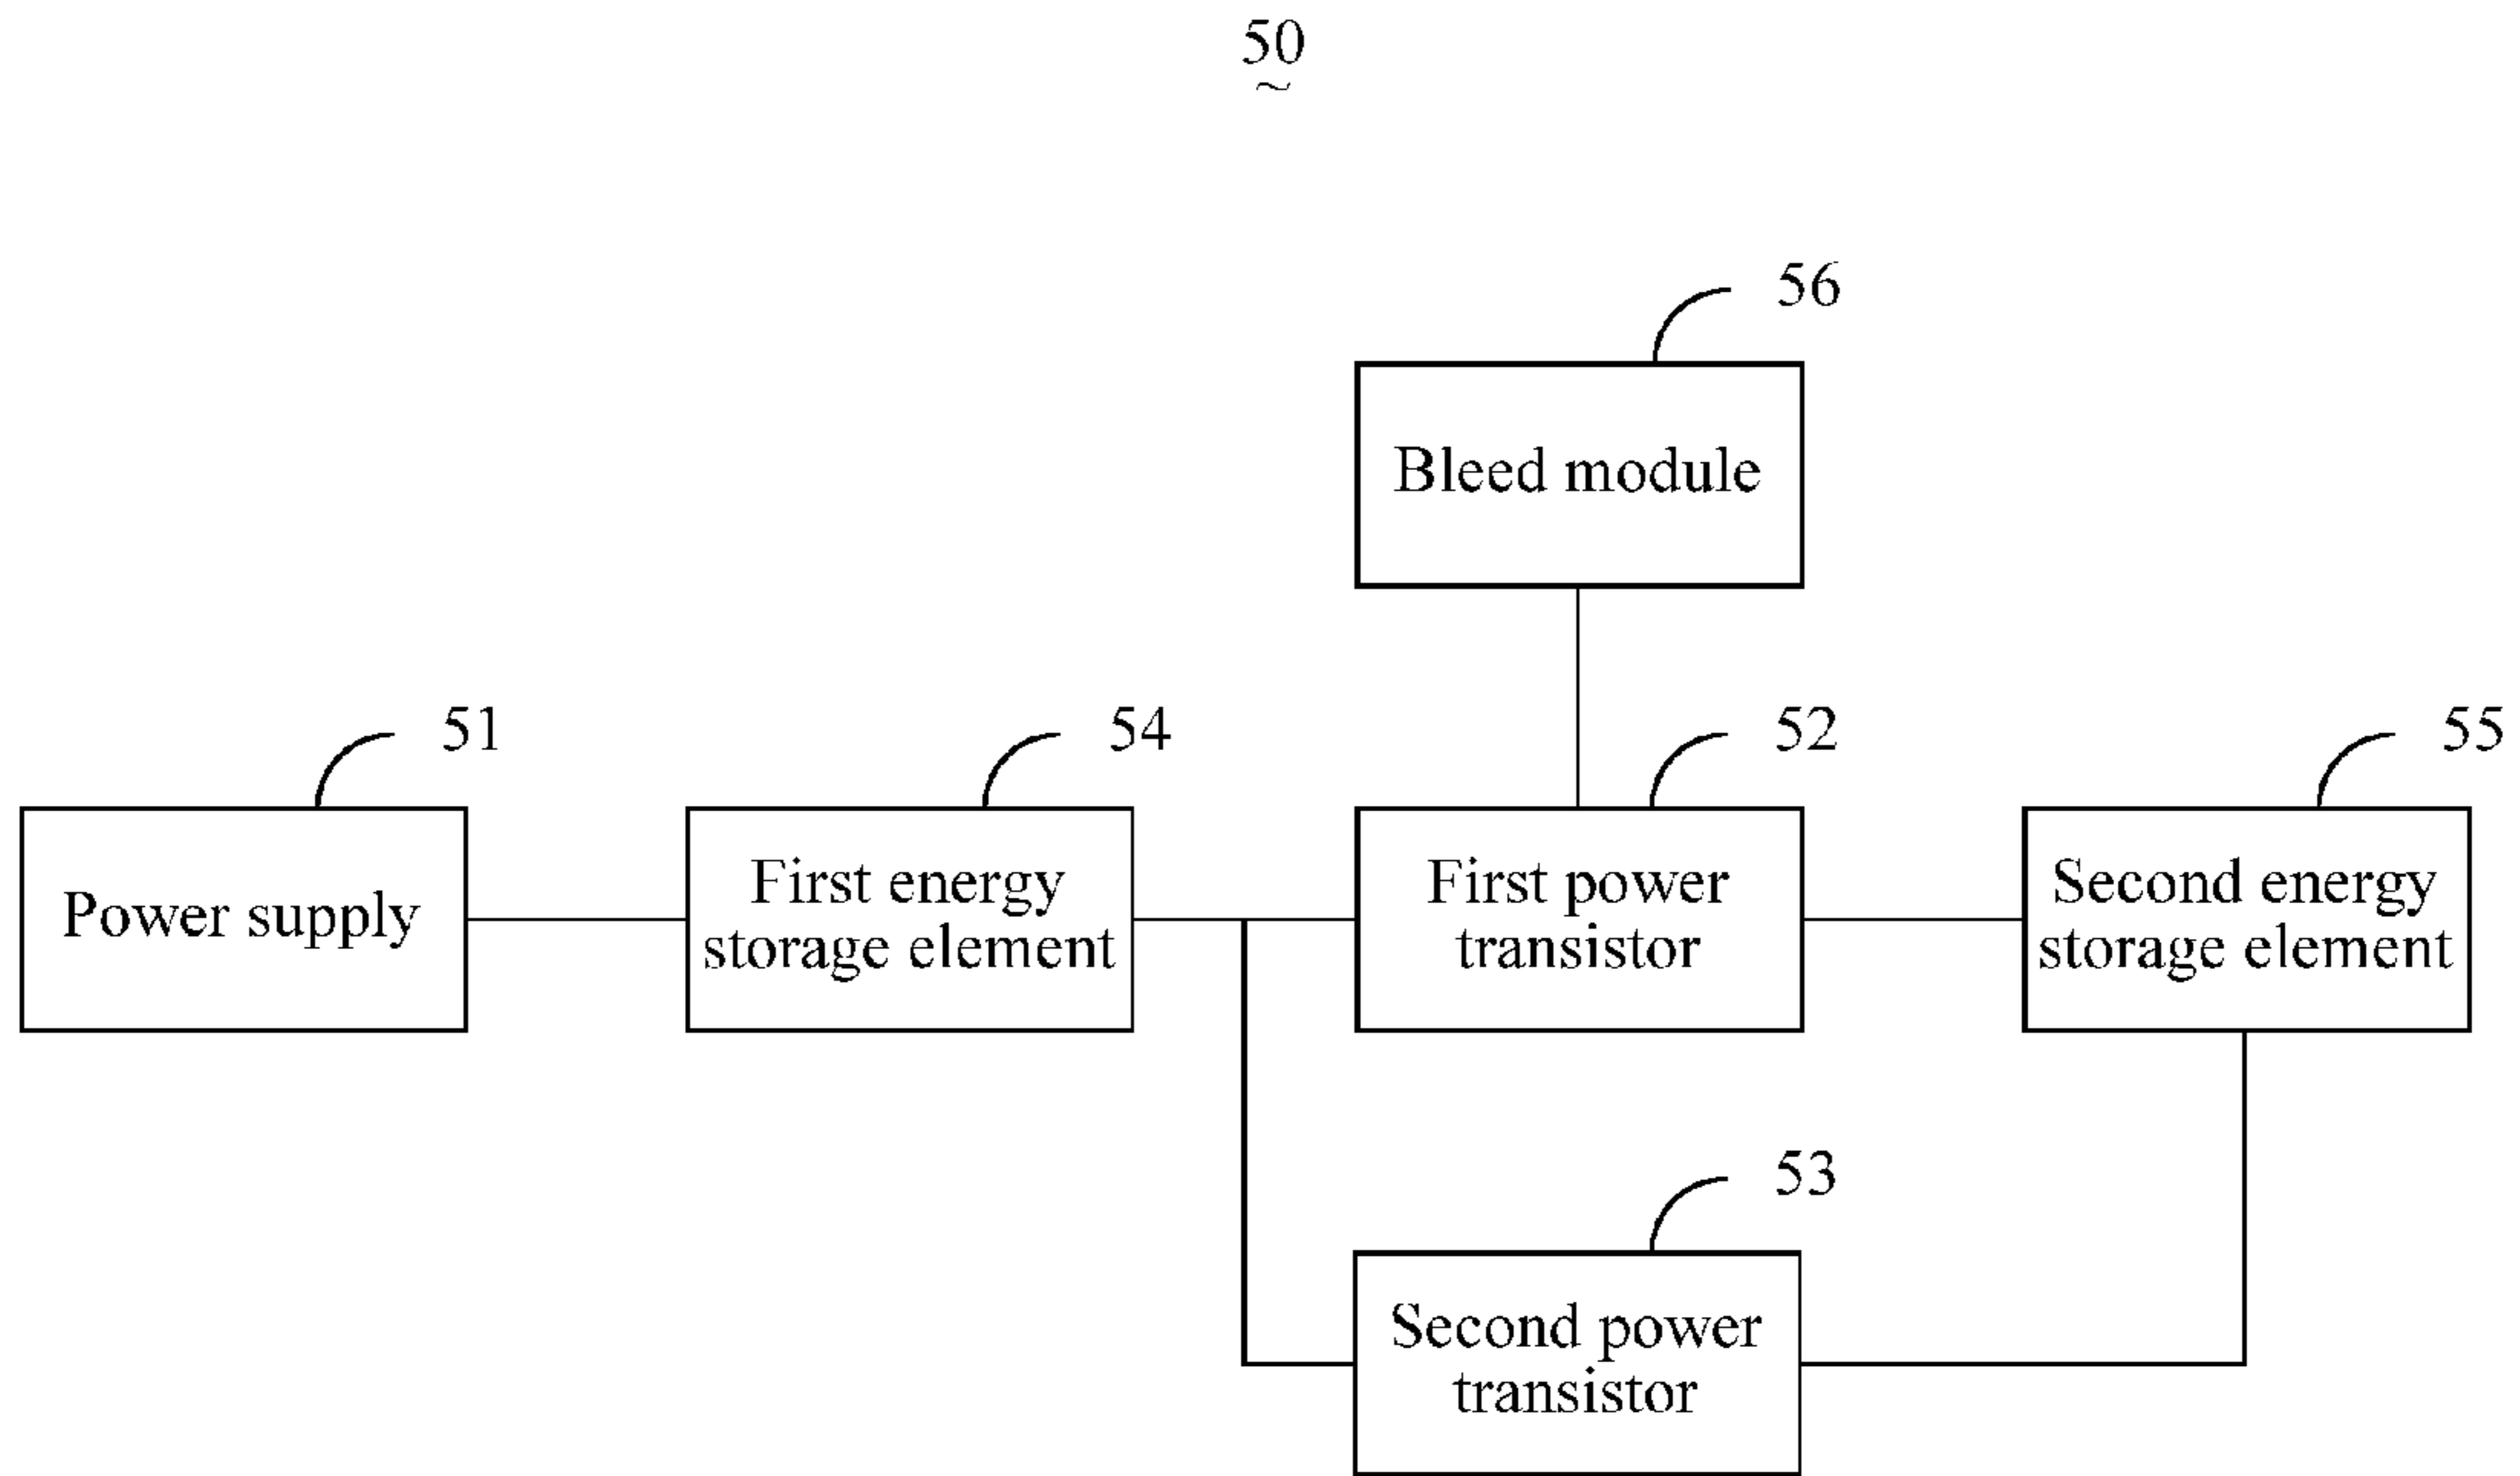 50
~
56
Bleed module
51
54
52
55
Power supply
First energy
storage element
First power
transistor
Second energy
storage element
53
Second power
transistor